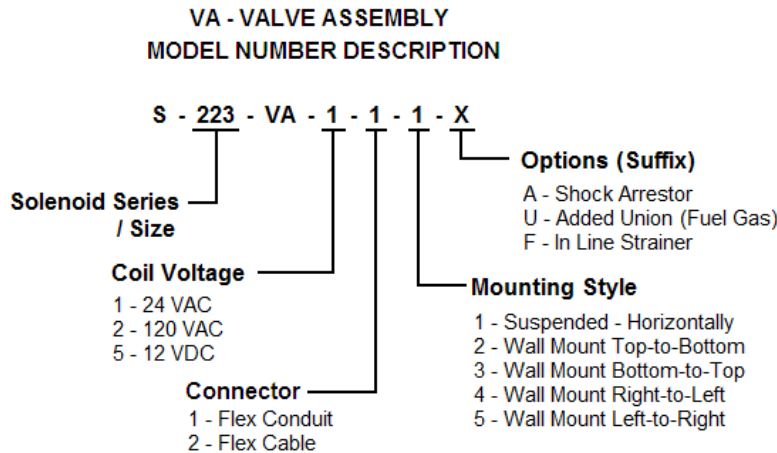 VA - VALVE ASSEMBLY
MODEL NUMBER DESCRIPTION
S - 223 - VA - 1 - 1 - 1 - X
Options (Suffix)
A - Shock Arrestor
U - Added Union (Fuel Gas)
F - In Line Strainer
Solenoid Series
/ Size
Coil Voltage
1 - 24 VAC
2 - 120 VAC
5 - 12 VDC
Mounting Style
1 - Suspended - Horizontally
2 - Wall Mount Top-to-Bottom
3 - Wall Mount Bottom-to-Top
4 - Wall Mount Right-to-Left
5 - Wall Mount Left-to-Right
Connector
1 - Flex Conduit
2 - Flex Cable